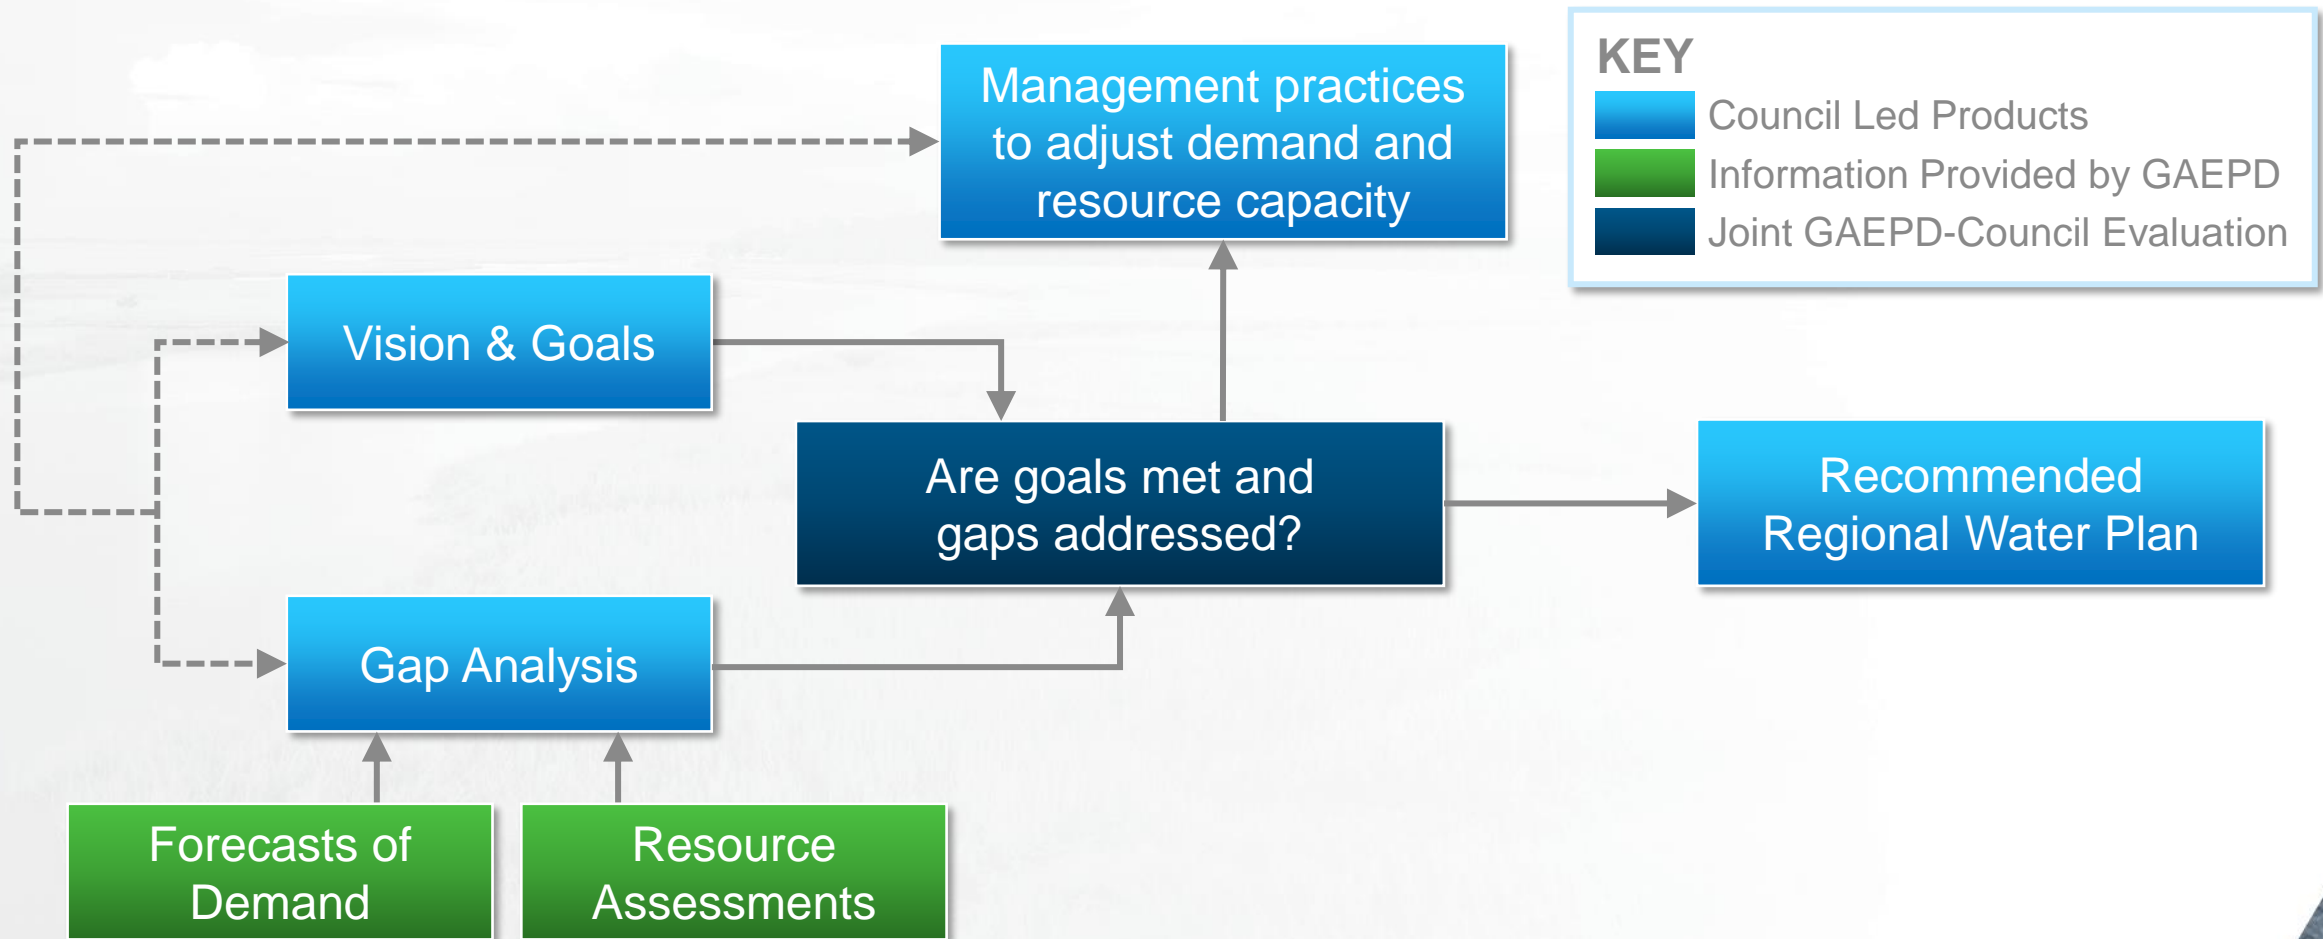 KEY
Council Led Products
Information Provided by GAEPD
Joint GAEPD-Council Evaluation
Management practices
to adjust demand and
resource capacity
Vision & Goals
Are goals met and
gaps addressed?
Recommended
Regional Water Plan
Gap Analysis
Forecasts of
Demand
Resource
Assessments